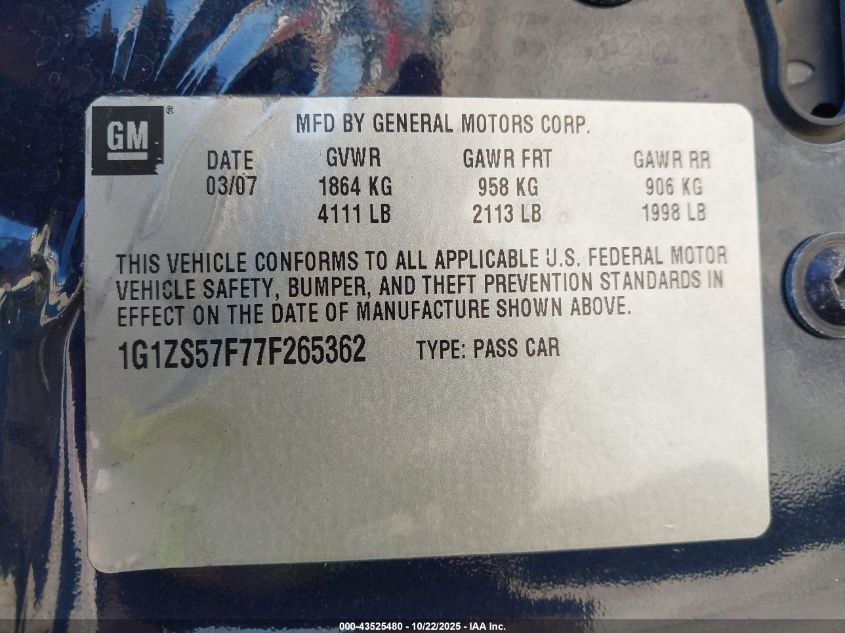 GM ®
MFD BY GENERAL MOTORS CORP.
DATE GVWR GAWR FRT GAWR RR
03/07 1864 KG 958 KG 906 KG
4111 LB 2113 LB 1998 LB
THIS VEHICLE CONFORMS TO ALL APPLICABLE U.S. FEDERAL MOTOR
VEHICLE SAFETY, BUMPER, AND THEFT PREVENTION STANDARDS IN
EFFECT ON THE DATE OF MANUFACTURE SHOWN ABOVE.
1G1ZS57F77F265362 TYPE: PASS CAR
000-43525480 - 10/22/2025 - IAA Inc.